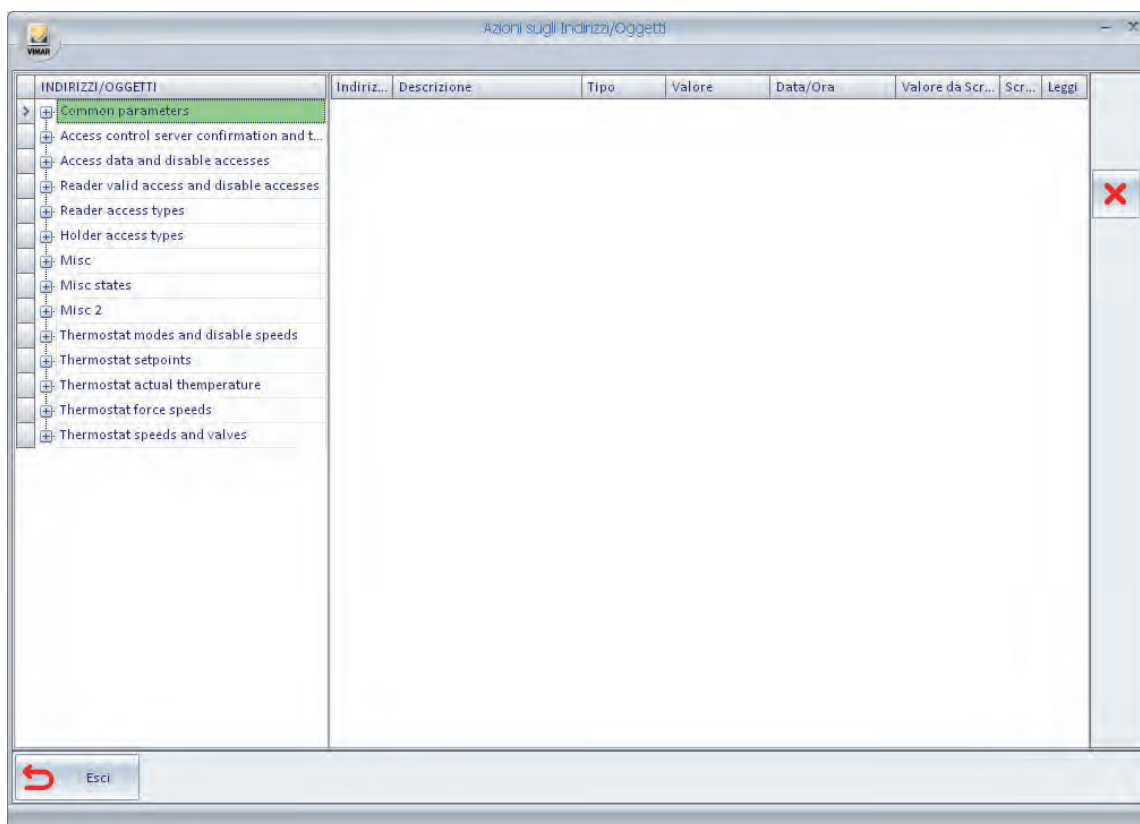 Azioni sugli Indirizzi/Oggetti
VIMAR
INDIRIZZI/OGGETTI
Indiriz... Descrizione Tipo Valore Data/Ora Valore da Scr... Scr... Leggi
Common parameters
Access control server confirmation and t...
Access data and disable accesses
Reader valid access and disable accesses
Reader access types
Holder access types
Misc
Misc states
Misc 2
Thermostat modes and disable speeds
Thermostat setpoints
Thermostat actual themperature
Thermostat force speeds
Thermostat speeds and valves
Esci